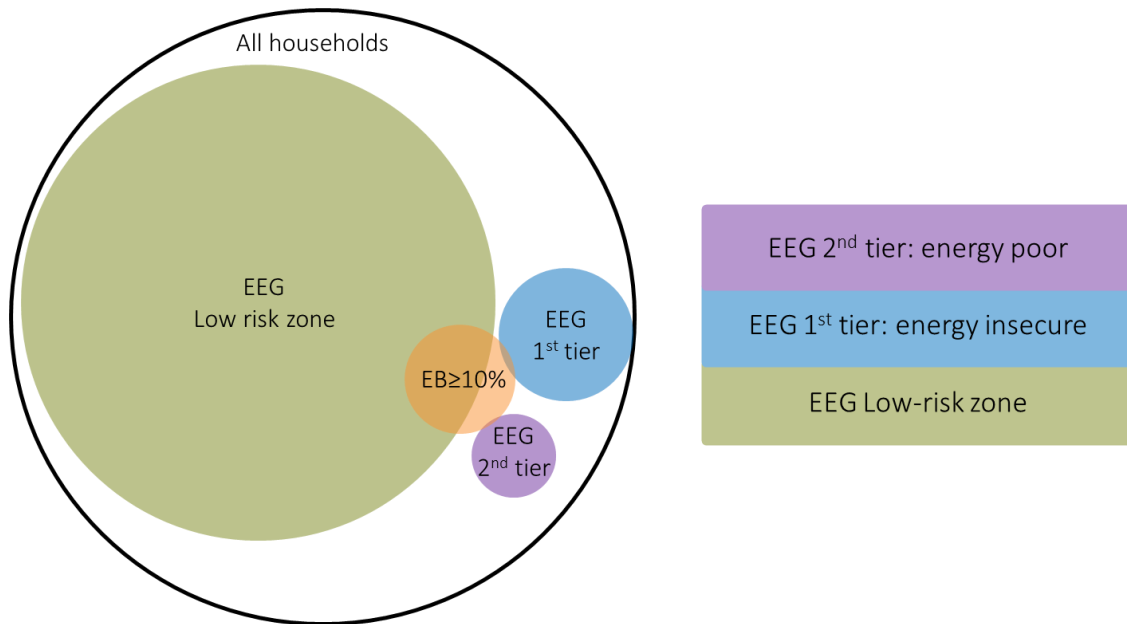 All households
EEG
Low risk zone
EEG
1st tier
EB≥10%
EEG
2nd tier
EEG 2nd tier: energy poor
EEG 1st tier: energy insecure
EEG Low-risk zone